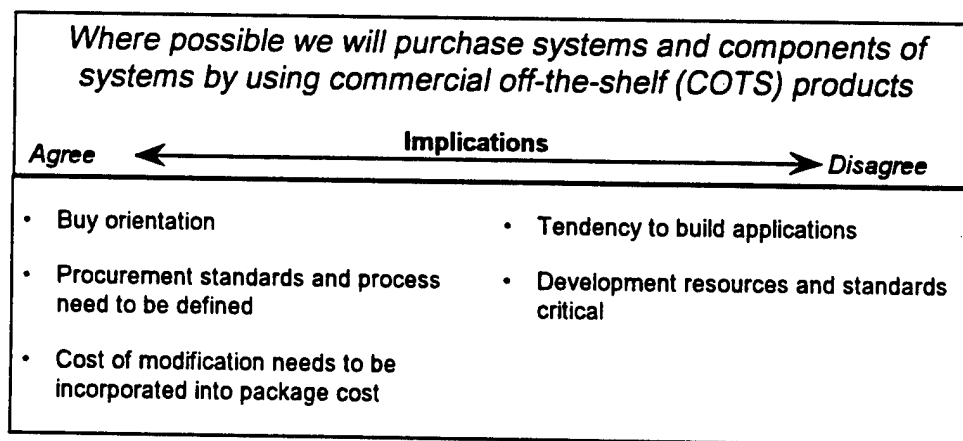 Where possible we will purchase systems and components of
systems by using commercial off-the-shelf (COTS) products
Implications
Agree
Disagree
• Buy orientation
• Procurement standards and process
need to be defined
• Cost of modification needs to be
incorporated into package cost
• Tendency to build applications
• Development resources and standards
critical